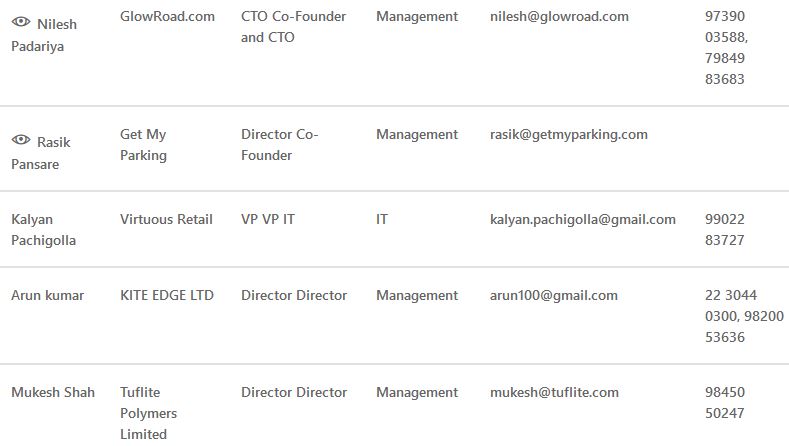 Nilesh Padariya GlowRoad.com CTO Co-Founder and CTO Management nilesh@glowroad.com 97390 03588, 79849 83683
Rasik Pansare Get My Parking Director Co-Founder Management rasik@getmyparking.com
Kalyan Pachigolla Virtuous Retail VP VP IT IT kalyan.pachigolla@gmail.com 99022 83727
Arun kumar KITE EDGE LTD Director Director Management arun100@gmail.com 22 3044 0300, 98200 53636
Mukesh Shah Tuflite Polymers Limited Director Director Management mukesh@tuflite.com 98450 50247